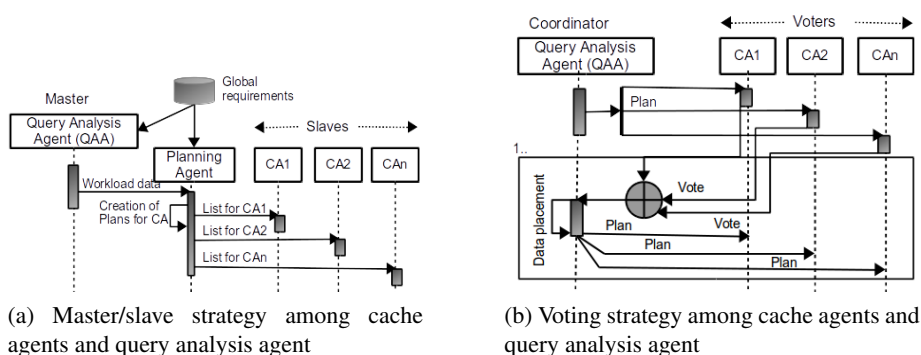 Global
requirements
Master
Slaves
Query Analysis
Agent (QAA)
Planning
Agent
CA1
CA2
CAn
Workload data
Creation of
Plans for CA
List for CA1
List for CA2
List for CAn
(a) Master/slave strategy among cache
agents and query analysis agent
Coordinator
Voters
Query Analysis
Agent (QAA)
CA1
CA2
CAn
Plan
1..
Data placement
Vote
Vote
Plan
Plan
Plan
(b) Voting strategy among cache agents and
query analysis agent